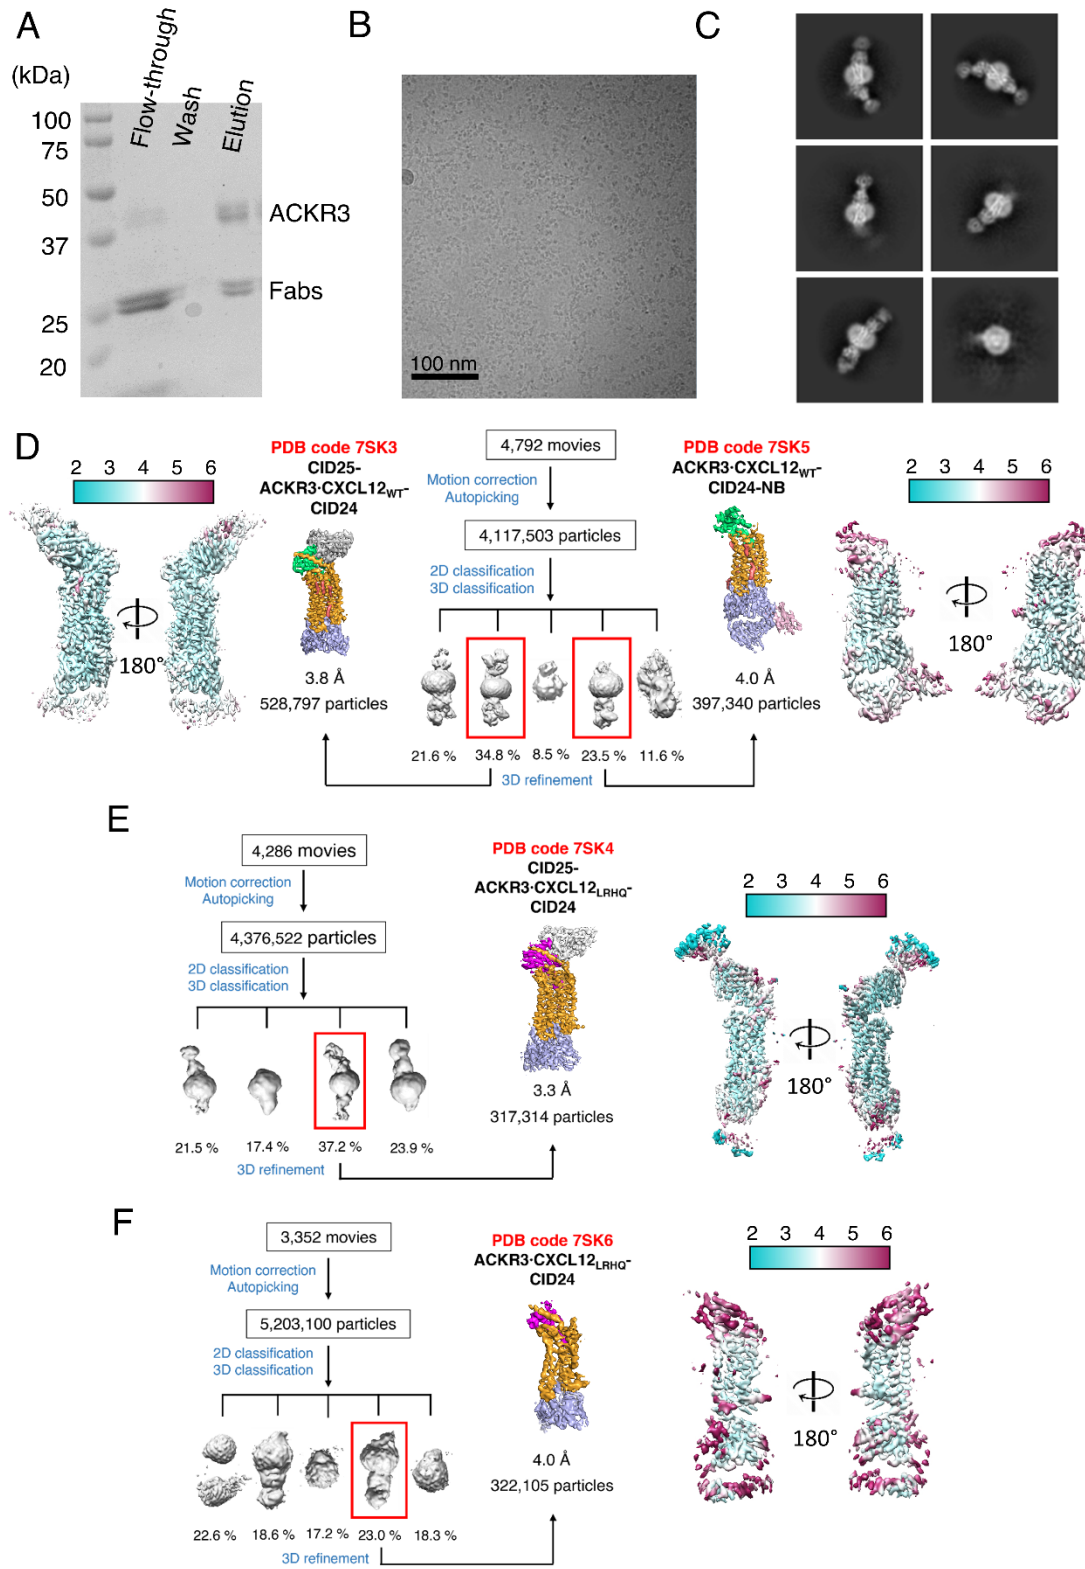 A
(kDa)
Flow-through
Wash
Elution
100
75
50
37
25
20
ACKR3
Fabs
B
100 nm
C
D
2 3 4 5 6
180°
PDB code 7SK3
CID25-
ACKR3·CXCL12WT-
CID24
3.8 Å
528,797 particles
4,792 movies
Motion correction
Autopicking
4,117,503 particles
2D classification
3D classification
21.6 % 34.8 % 8.5 % 23.5 % 11.6 %
3D refinement
PDB code 7SK5
ACKR3·CXCL12WT-
CID24-NB
4.0 Å
397,340 particles
2 3 4 5 6
180°
E
4,286 movies
Motion correction
Autopicking
4,376,522 particles
2D classification
3D classification
21.5 % 17.4 % 37.2 % 23.9 %
3D refinement
PDB code 7SK4
CID25-
ACKR3·CXCL12LRHQ-
CID24
3.3 Å
317,314 particles
2 3 4 5 6
180°
F
3,352 movies
Motion correction
Autopicking
5,203,100 particles
2D classification
3D classification
22.6 % 18.6 % 17.2 % 23.0 % 18.3 %
3D refinement
PDB code 7SK6
ACKR3·CXCL12LRHQ-
CID24
4.0 Å
322,105 particles
2 3 4 5 6
180°